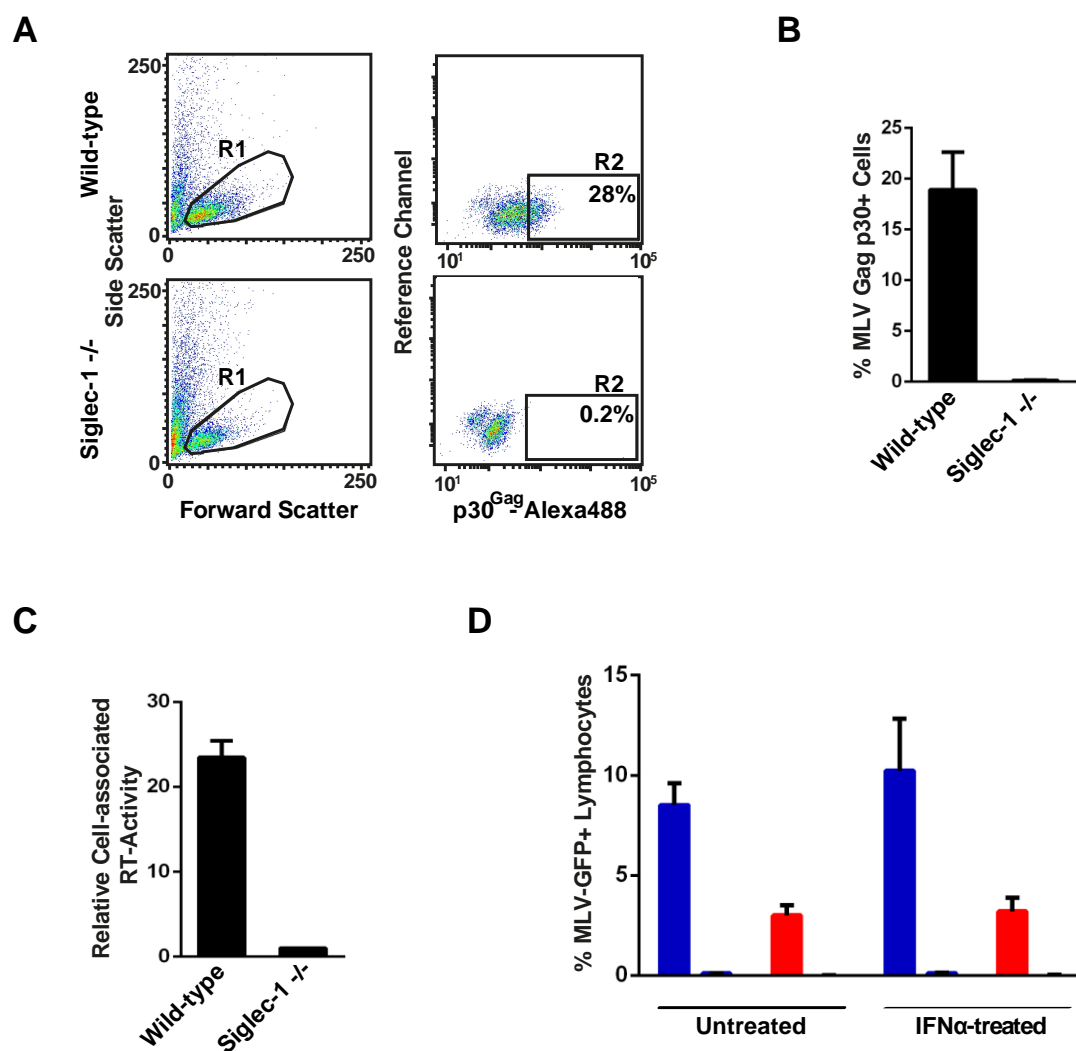 A
Wild-type
Side Scatter
250
0
R1
0
250
Reference Channel
R2
28%
10¹
10⁵
Siglec-1 -/-
250
0
R1
0
250
Forward Scatter
R2
0.2%
10¹
10⁵
p30Gag- Alexa488
B
% MLV Gag p30+ Cells
25
20
15
10
5
0
Wild-type
Siglec-1 -/-
C
Relative Cell-associated
RT-Activity
30
20
10
0
Wild-type
Siglec-1 -/-
D
% MLV-GFP+ Lymphocytes
15
10
5
0
Untreated
IFNα-treated